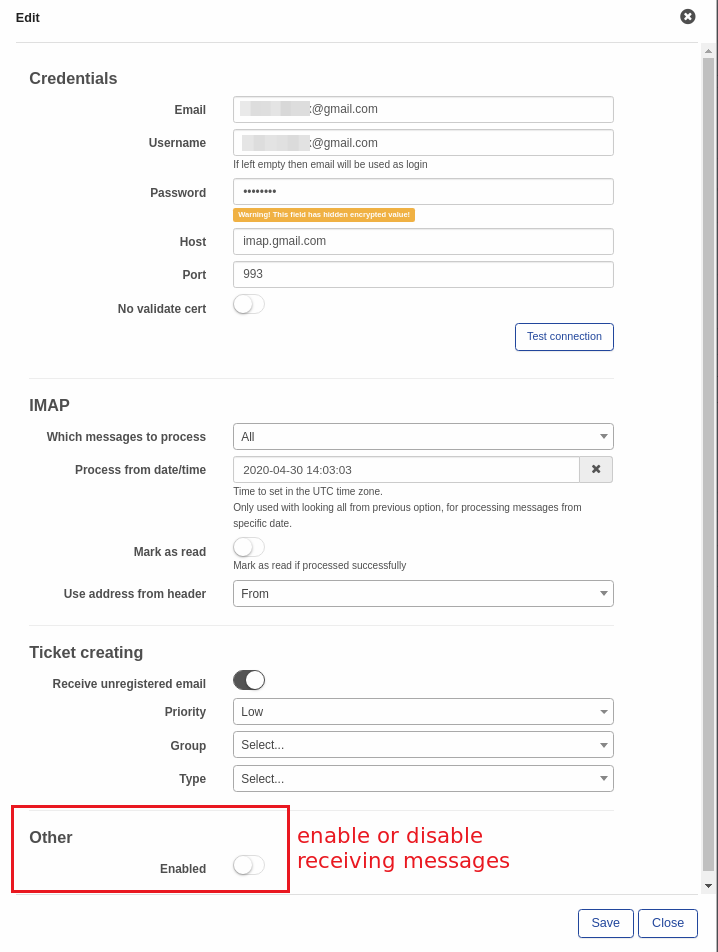 Edit
Credentials
Email :@gmail.com
Username :@gmail.com
If left empty then email will be used as login
Password ••••••••
Warning! This field has hidden encrypted value!
Host imap.gmail.com
Port 993
No validate cert
Test connection
IMAP
Which messages to process All
Process from date/time 2020-04-30 14:03:03
Time to set in the UTC time zone.
Only used with looking all from previous option, for processing messages from
specific date.
Mark as read
Mark as read if processed successfully
Use address from header From
Ticket creating
Receive unregistered email
Priority Low
Group Select...
Type Select...
Other
Enabled
enable or disable
receiving messages
Save Close